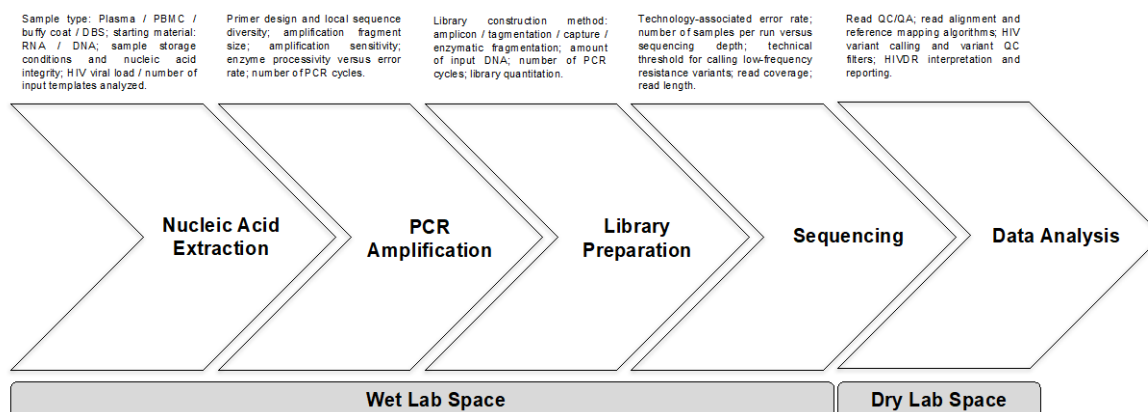 Sample type: Plasma / PBMC /
buffy coat / DBS; starting material:
RNA / DNA; sample storage
conditions and nucleic acid
integrity; HIV viral load / number of
input templates analyzed.
Primer design and local sequence
diversity; amplification fragment
size; amplification sensitivity;
enzyme processivity versus error
rate; number of PCR cycles.
Library construction method:
amplicon / tagmentation / capture /
enzymatic fragmentation; amount
of input DNA; number of PCR
cycles; library quantitation.
Technology-associated error rate;
number of samples per run versus
sequencing depth; technical
threshold for calling low-frequency
resistance variants; read coverage;
read length.
Read QC/QA; read alignment and
reference mapping algorithms; HIV
variant calling and variant QC
filters; HIVDR interpretation and
reporting.
Nucleic Acid
Extraction
PCR
Amplification
Library
Preparation
Sequencing
Data Analysis
Wet Lab Space
Dry Lab Space